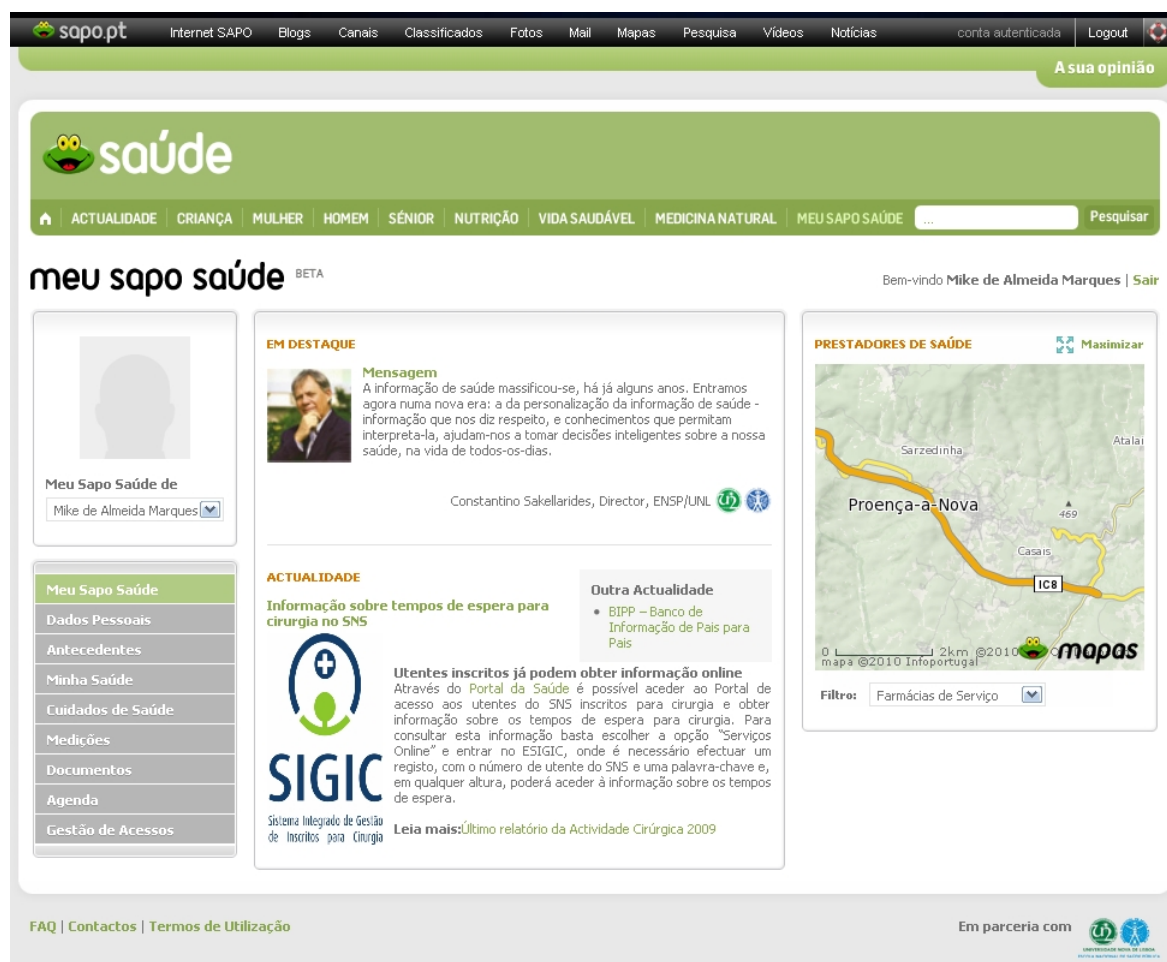 sapo.pt Internet SAPO Blogs Canais Classificados Fotos Mail Mapas Pesquisa Vídeos Notícias conta autenticada Logout
A sua opinião
saúde
ACTUALIDADE CRIANÇA MULHER HOMEM SÉNIOR NUTRIÇÃO VIDA SAUDÁVEL MEDICINA NATURAL MEU SAPO SAÚDE ... Pesquisar
meu sapo saúde BETA
Bem-vindo Mike de Almeida Marques | Sair
Meu Sapo Saúde de
Mike de Almeida Marques
Meu Sapo Saúde
Dados Pessoais
Antecedentes
Minha Saúde
Cuidados de Saúde
Medições
Documentos
Agenda
Gestão de Acessos
EM DESTAQUE
Mensagem
A informação de saúde massificou-se, há já alguns anos. Entramos
agora numa nova era: a da personalização da informação de saúde -
informação que nos diz respeito, e conhecimentos que permitam
interpreta-la, ajudam-nos a tomar decisões inteligentes sobre a nossa
saúde, na vida de todos-os-dias.
Constantino Sakellarides, Director, ENSP/UNL
ACTUALIDADE
Informação sobre tempos de espera para
cirurgia no SNS
Outra Actualidade
• BIPP – Banco de
Informação de Pais para
Pais
SIGIC
Sistema Integrado de Gestão
de Inscritos para Cirurgia
Utentes inscritos já podem obter informação online
Através do Portal da Saúde é possível aceder ao Portal de
acesso aos utentes do SNS inscritos para cirurgia e obter
informação sobre os tempos de espera para cirurgia. Para
consultar esta informação basta escolher a opção “Serviços
Online” e entrar no ESIGIC, onde é necessário efectuar um
registo, com o número de utente do SNS e uma palavra-chave e,
em qualquer altura, poderá aceder à informação sobre os tempos
de espera.
Leia mais:Último relatório da Actividade Cirúrgica 2009
PRESTADORES DE SAÚDE Maximizar
Atalai
Sarzedinha
Proença-a-Nova
469
Casais
IC8
0 2km @2010
mapa @2010 Infoportugal
mapas
Filtro: Farmácias de Serviço
FAQ | Contactos | Termos de Utilização
Em parceria com
UNIVERSIDADE NOVA DE LISBOA
ESCOLA NACIONAL DE SAÚDE PÚBLICA